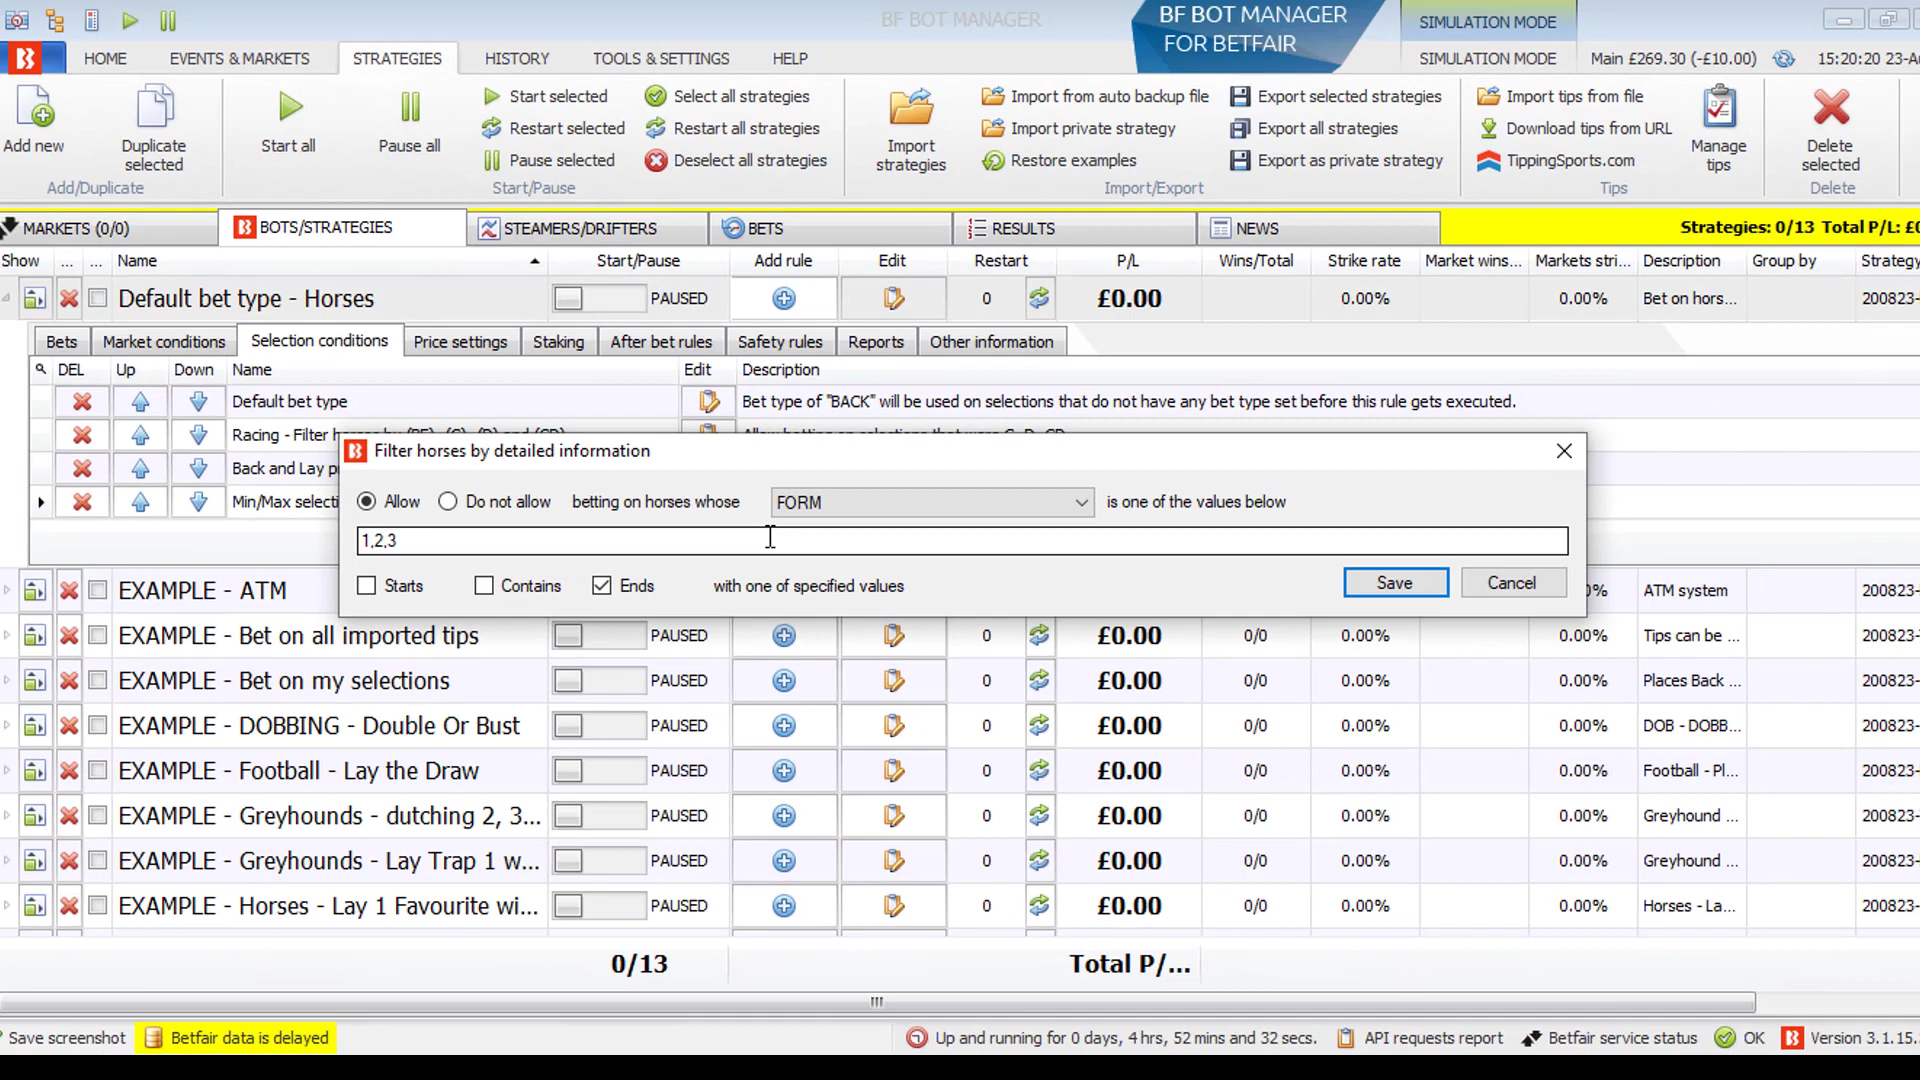 BF BOT MANAGER
BF BOT MANAGER
FOR BETFAIR
SIMULATION MODE
HOME EVENTS & MARKETS STRATEGIES HISTORY TOOLS & SETTINGS HELP
SIMULATION MODE Main £269.30 (-£10.00) 15:20:20 23-A
Add new
Duplicate
selected
Add/Duplicate
Start all
Pause all
Start selected
Restart selected
Pause selected
Select all strategies
Restart all strategies
Deselect all strategies
Start/Pause
Import
strategies
Import from auto backup file
Import private strategy
Restore examples
Export selected strategies
Export all strategies
Export as private strategy
Import/Export
Import tips from file
Download tips from URL
TippingSports.com
Manage
tips
Tips
Delete
selected
Delete
MARKETS (0/0) BOTS/STRATEGIES STEAMERS/DRIFTERS BETS RESULTS NEWS Strategies: 0/13 Total P/L: £
Show ... ... Name Start/Pause Add rule Edit Restart P/L Wins/Total Strike rate Market wins... Markets stri... Description Group by Strategy
Default bet type - Horses PAUSED 0 £0.00 0.00% 0.00% Bet on hors... 200823-
Bets Market conditions Selection conditions Price settings Staking After bet rules Safety rules Reports Other information
DEL Up Down Name Edit Description
Default bet type Bet type of "BACK" will be used on selections that do not have any bet type set before this rule gets executed.
Racing - Filter horses by
Back and Lay p
Min/Max selecti
Filter horses by detailed information
Allow Do not allow betting on horses whose FORM is one of the values below
1,2,3
Starts Contains Ends with one of specified values Save Cancel
EXAMPLE - ATM 0% ATM system 200823-
EXAMPLE - Bet on all imported tips PAUSED 0 £0.00 0/0 0.00% 0.00% Tips can be ... 200823-
EXAMPLE - Bet on my selections PAUSED 0 £0.00 0/0 0.00% 0.00% Places Back ... 200823-
EXAMPLE - DOBBING - Double Or Bust PAUSED 0 £0.00 0/0 0.00% 0.00% DOB - DOBB... 200823-
EXAMPLE - Football - Lay the Draw PAUSED 0 £0.00 0/0 0.00% 0.00% Football - Pl... 200823-
EXAMPLE - Greyhounds - dutching 2, 3... PAUSED 0 £0.00 0/0 0.00% 0.00% Greyhound ... 200823-
EXAMPLE - Greyhounds - Lay Trap 1 w... PAUSED 0 £0.00 0/0 0.00% 0.00% Greyhound ... 200823-
EXAMPLE - Horses - Lay 1 Favourite wi... PAUSED 0 £0.00 0/0 0.00% 0.00% Horses - La... 200823-
0/13 Total P/...
Save screenshot Betfair data is delayed Up and running for 0 days, 4 hrs, 52 mins and 32 secs. API requests report Betfair service status OK Version 3.1.15.